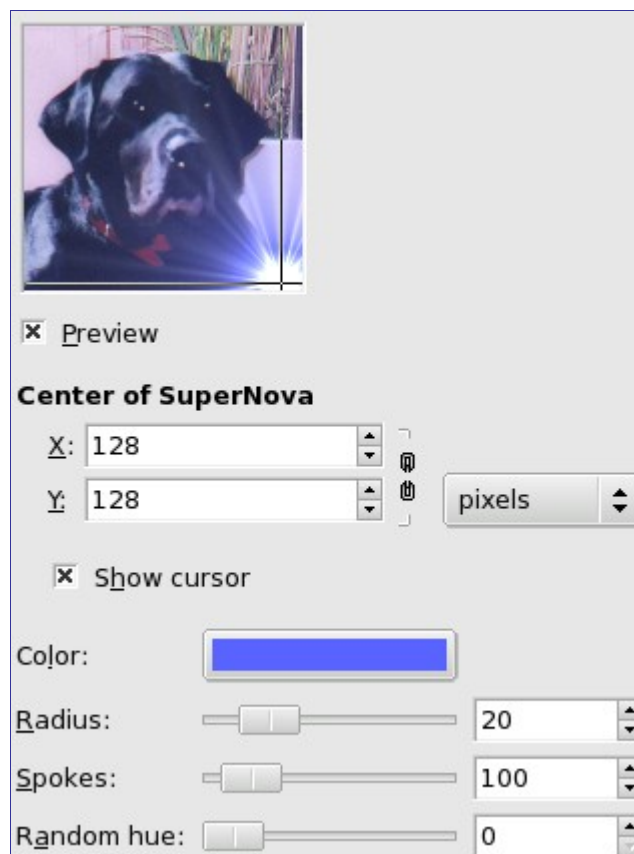 Preview
Center of SuperNova
X: 128
Y: 128
pixels
Show cursor
Color:
Radius: 20
Spokes: 100
Random hue: 0